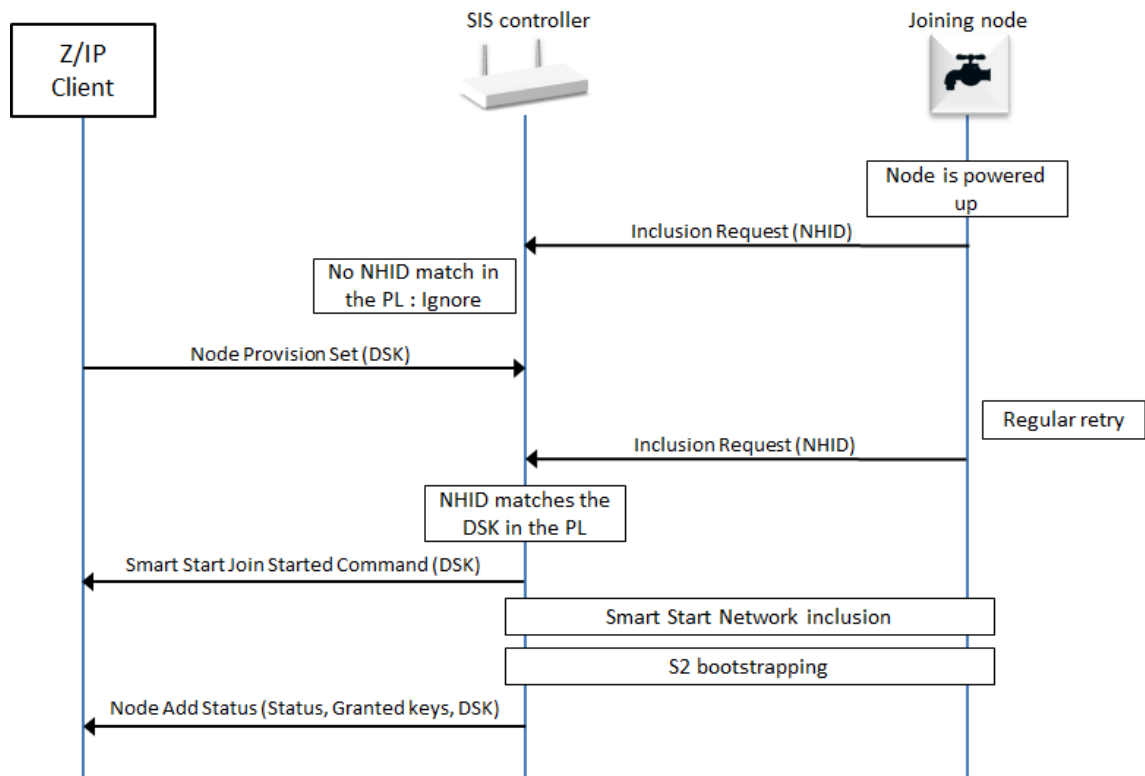 SIS controller
Joining node
Z/IP
Client
Node is powered
up
Inclusion Request (NHID)
No NHID match in
the PL : Ignore
Node Provision Set (DSK)
Regular retry
Inclusion Request (NHID)
NHID matches the
DSK in the PL
Smart Start Join Started Command (DSK)
Smart Start Network inclusion
S2 bootstrapping
Node Add Status (Status, Granted keys, DSK)